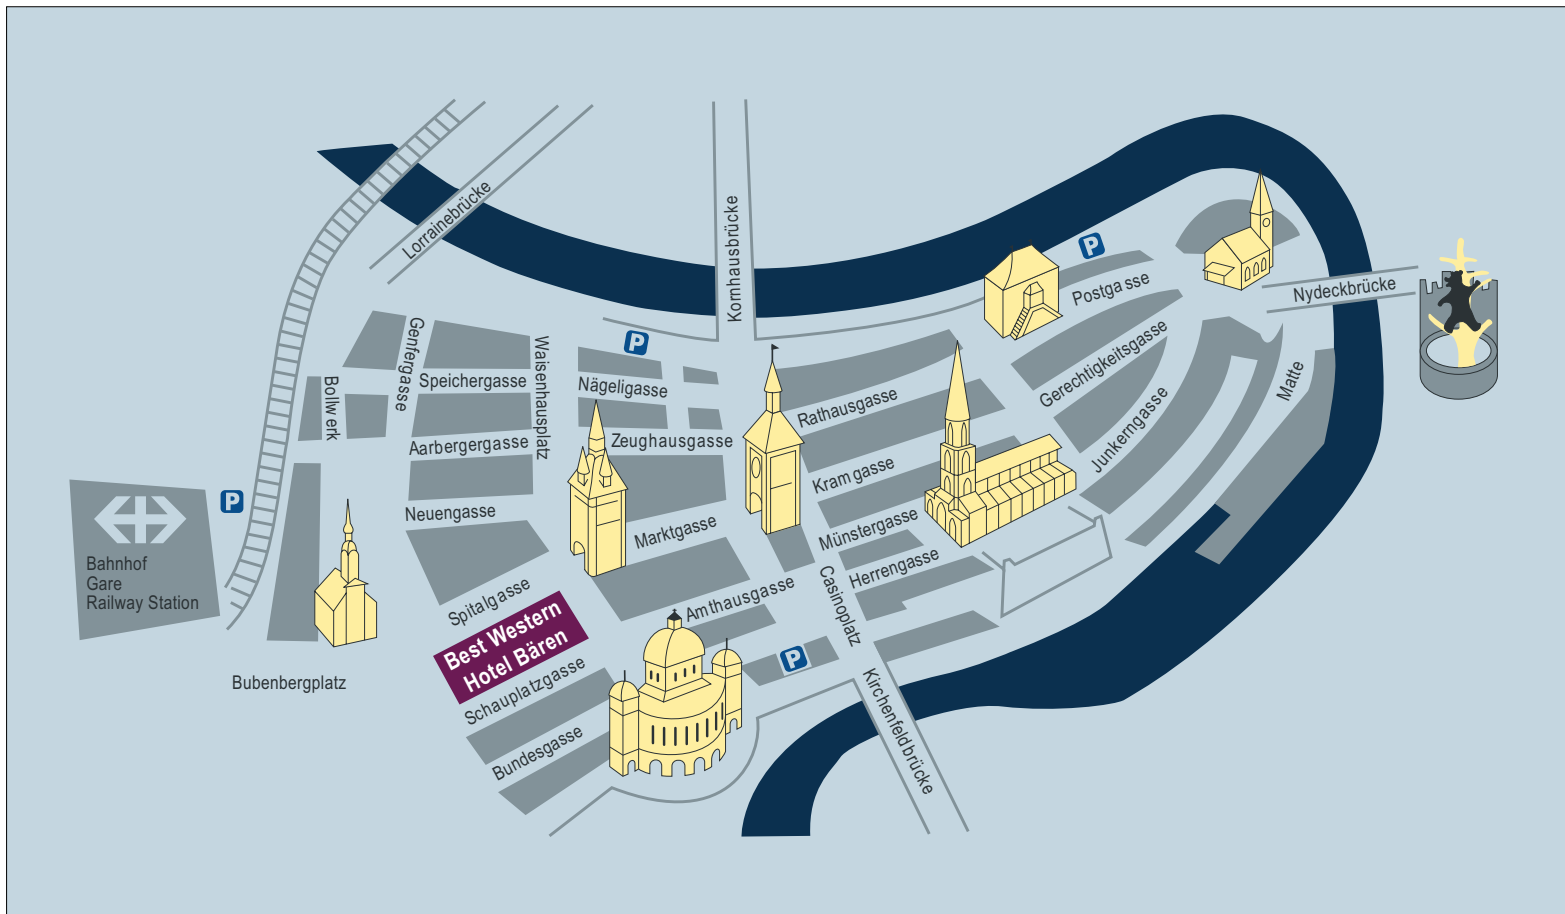 Lorrainebrücke
Kornhausbrücke
P
Postgasse
Nydeckbrücke
Genfergasse
Waisenhausplatz
P
Speichergasse
Nägeligasse
Bollwerk
Rathausgasse
Gerechtigkeitsgasse
Matte
Aarbergergasse
Zeughausgasse
Junkerngasse
Kramgasse
P
Neuengasse
Marktgasse
Münstergasse
Bahnhof
Gare
Railway Station
Herrengasse
Spitalgasse
Amthausgasse
Casinoplatz
Best Western
Hotel Bären
P
Bubenbergplatz
Schauplatzgasse
Kirchenfeldbrücke
Bundesgasse